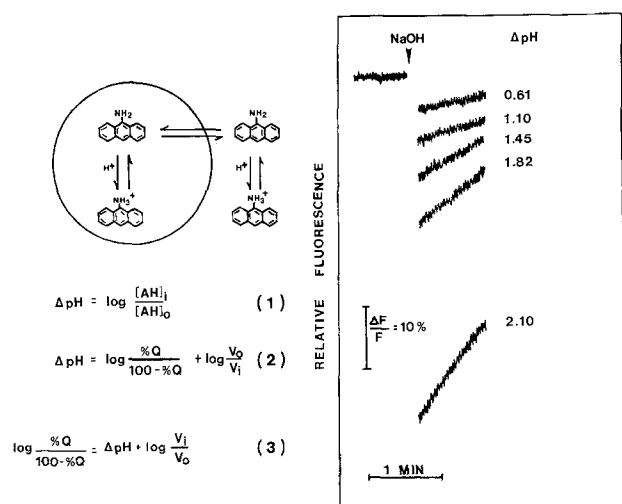 NH2
NH2
H+
H+
NH3+
NH3+
ΔpH = log [AH]i / [AH]o (1)
ΔpH = log %Q / 100-%Q + log Vo / Vi (2)
log %Q / 100-%Q = ΔpH + log Vi / Vo (3)
RELATIVE FLUORESCENCE
NaOH
ΔpH
0.61
1.10
1.45
1.82
ΔF / F = 10%
2.10
1 MIN